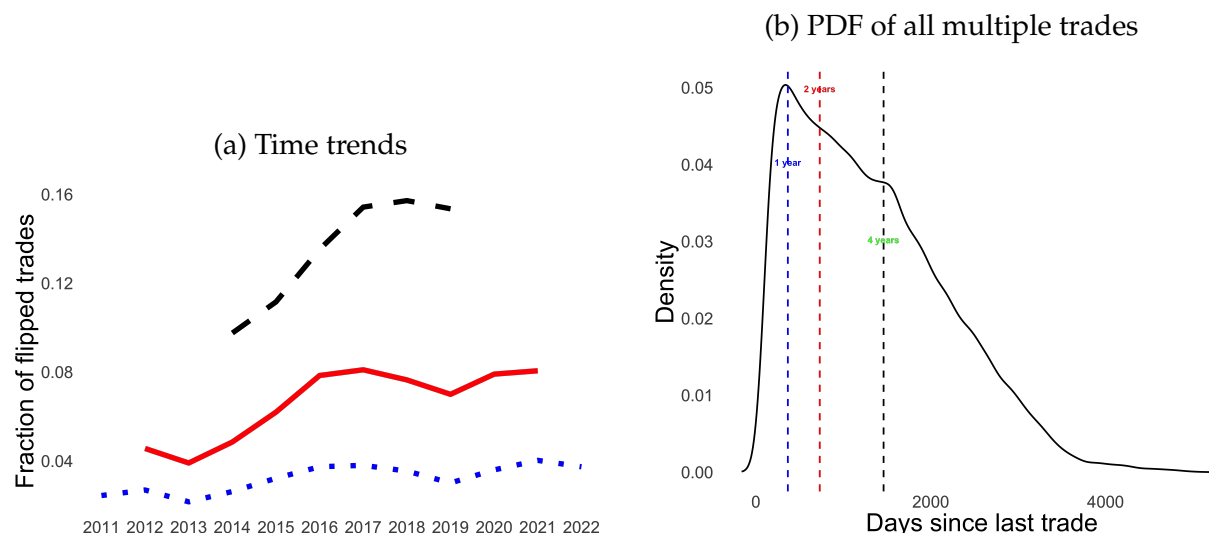 (a) Time trends
Fraction of flipped trades
0.16
0.12
0.08
0.04
2011 2012 2013 2014 2015 2016 2017 2018 2019 2020 2021 2022
(b) PDF of all multiple trades
Density
0.05
0.04
0.03
0.02
0.01
0.00
2 years
1 year
4 years
0 2000 4000
Days since last trade